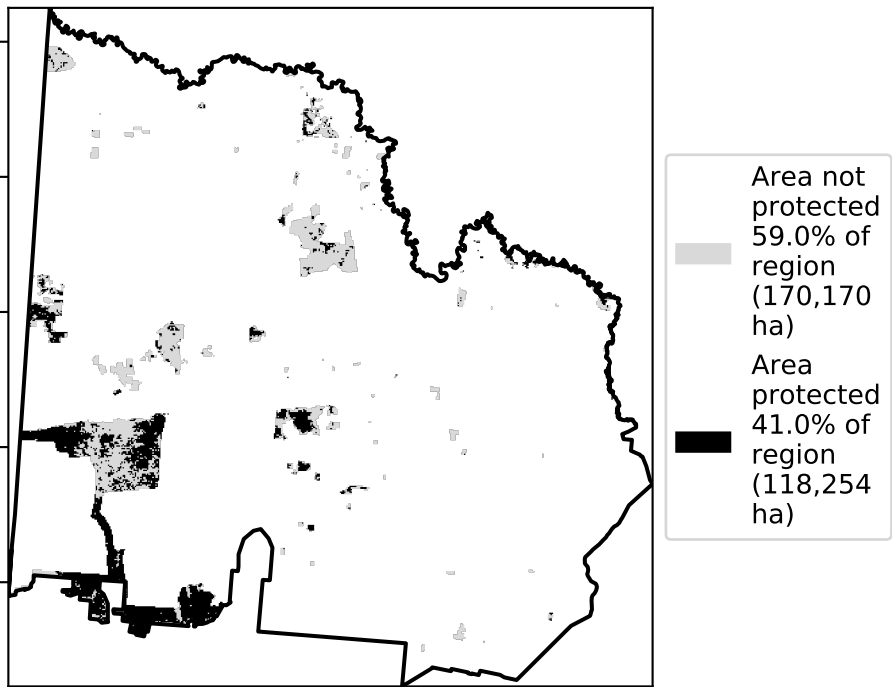 Area not
protected
59.0% of
region
(170,170
ha)
Area
protected
41.0% of
region
(118,254
ha)